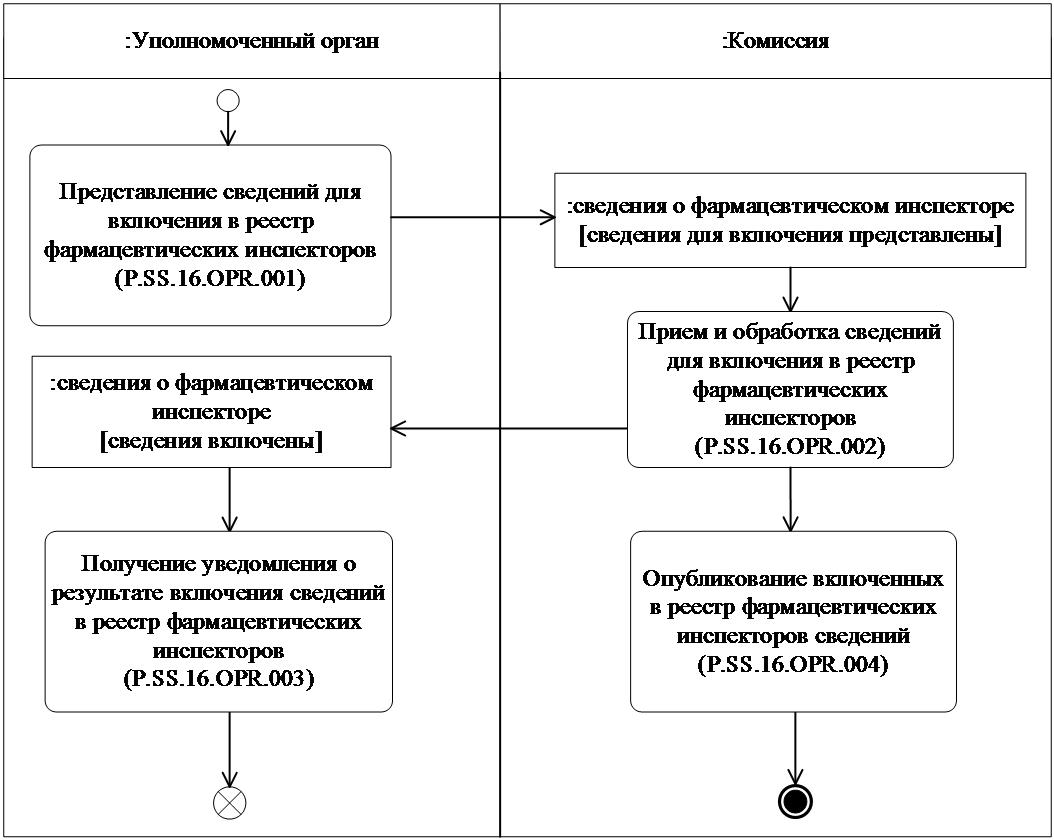 :Уполномоченный орган
:Комиссия
Представление сведений для
включения в реестр
фармацевтических инспекторов
(P.SS.16.OPR.001)
:сведения о фармацевтическом инспекторе
[сведения для включения представлены]
Прием и обработка сведений
для включения в реестр
фармацевтических
инспекторов
(P.SS.16.OPR.002)
:сведения о фармацевтическом
инспекторе
[сведения включены]
Получение уведомления о
результате включения сведений
в реестр фармацевтических
инспекторов
(P.SS.16.OPR.003)
Опубликование включенных
в реестр фармацевтических
инспекторов сведений
(P.SS.16.OPR.004)